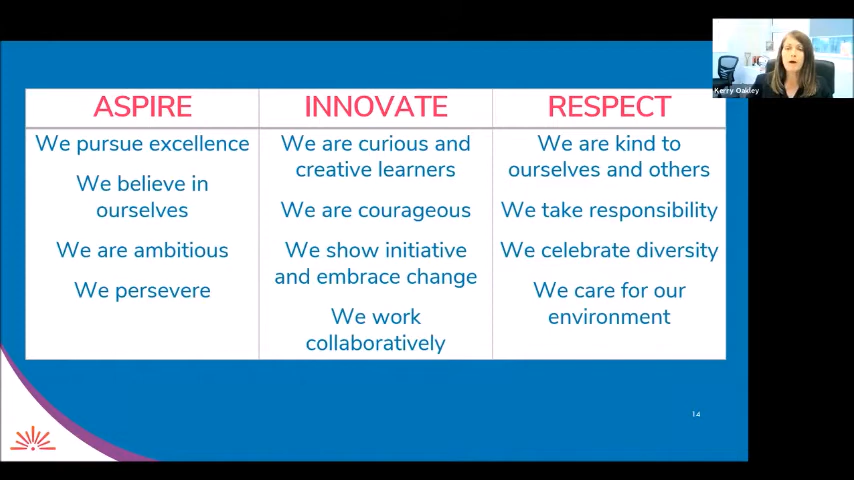 ASPIRE
We pursue excellence
We believe in
ourselves
We are ambitious
We persevere
INNOVATE
We are curious and
creative learners
We are courageous
We show initiative
and embrace change
We work
collaboratively
RESPECT
We are kind to
ourselves and others
We take responsibility
We celebrate diversity
We care for our
environment
Kerry Oakley
14